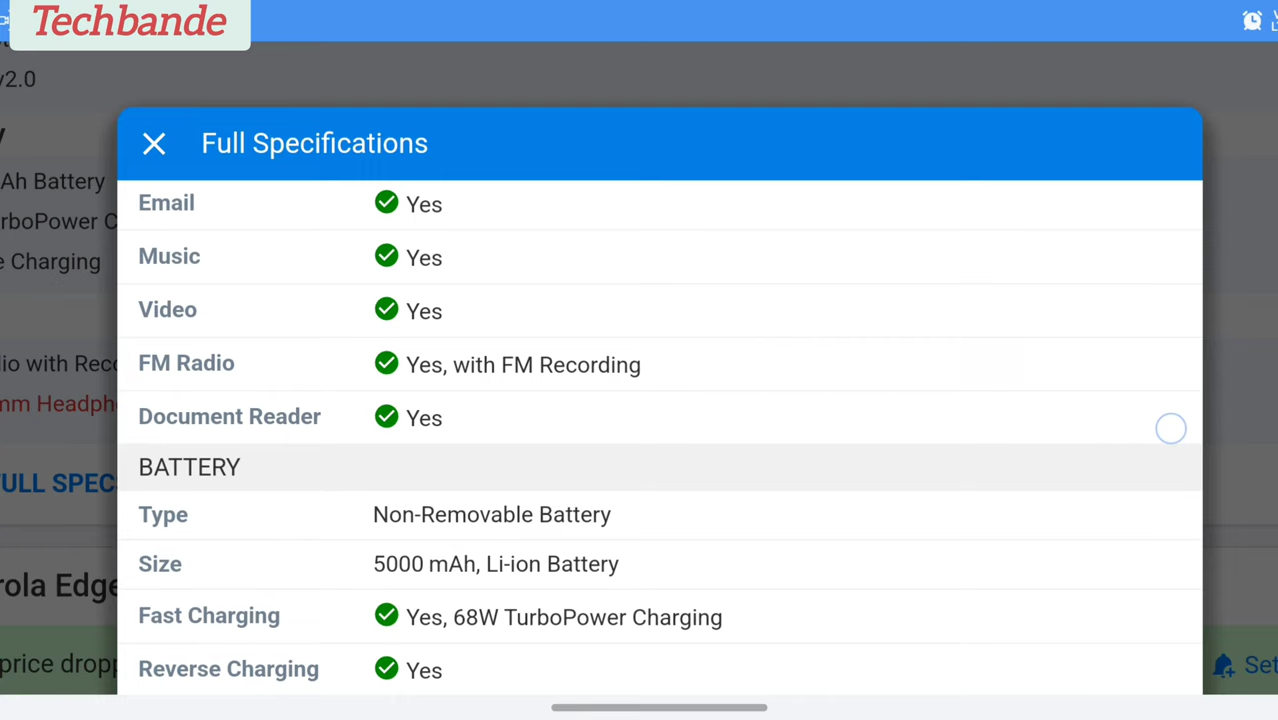 Techbande
v2.0
Full Specifications
Email Yes
Ah Battery
Music Yes
rboPower C
e Charging
Video Yes
FM Radio Yes, with FM Recording
io with Reco
mm Headph
Document Reader Yes
BATTERY
ULL SPECS
Type Non-Removable Battery
Size 5000 mAh, Li-ion Battery
rola Edge
Fast Charging Yes, 68W TurboPower Charging
price dropp
Reverse Charging Yes
Set